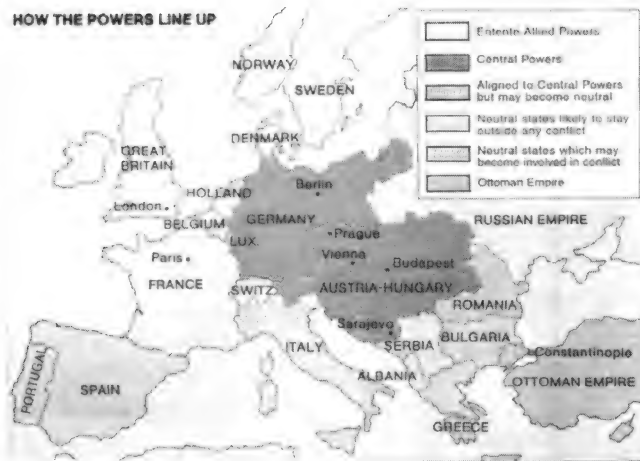 HOW THE POWERS LINE UP
Entente Allied Powers
Central Powers
Aligned to Central Powers
but may become neutral
Neutral states likely to stay
outside any conflict
Neutral states which may
become involved in conflict
Ottoman Empire
NORWAY
SWEDEN
DENMARK
GREAT
BRITAIN
HOLLAND
Berlin
London
BELGIUM
GERMANY
RUSSIAN EMPIRE
LUX.
Prague
Paris
Vienna
Budapest
FRANCE
SWITZ.
AUSTRIA-HUNGARY
ROMANIA
Sarajevo
ITALY
SERBIA
BULGARIA
Constantinople
PORTUGAL
SPAIN
ALBANIA
OTTOMAN EMPIRE
GREECE